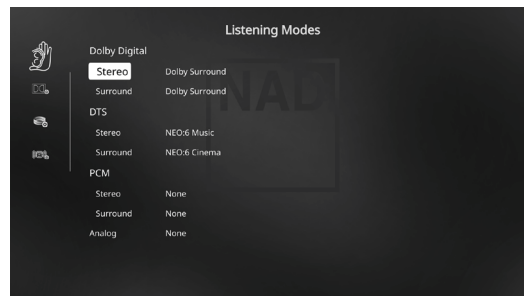 Listening Modes
Dolby Digital
Stereo Dolby Surround
Surround Dolby Surround
NAD
DTS
Stereo NEO:6 Music
Surround NEO:6 Cinema
PCM
Stereo None
Surround None
Analog None